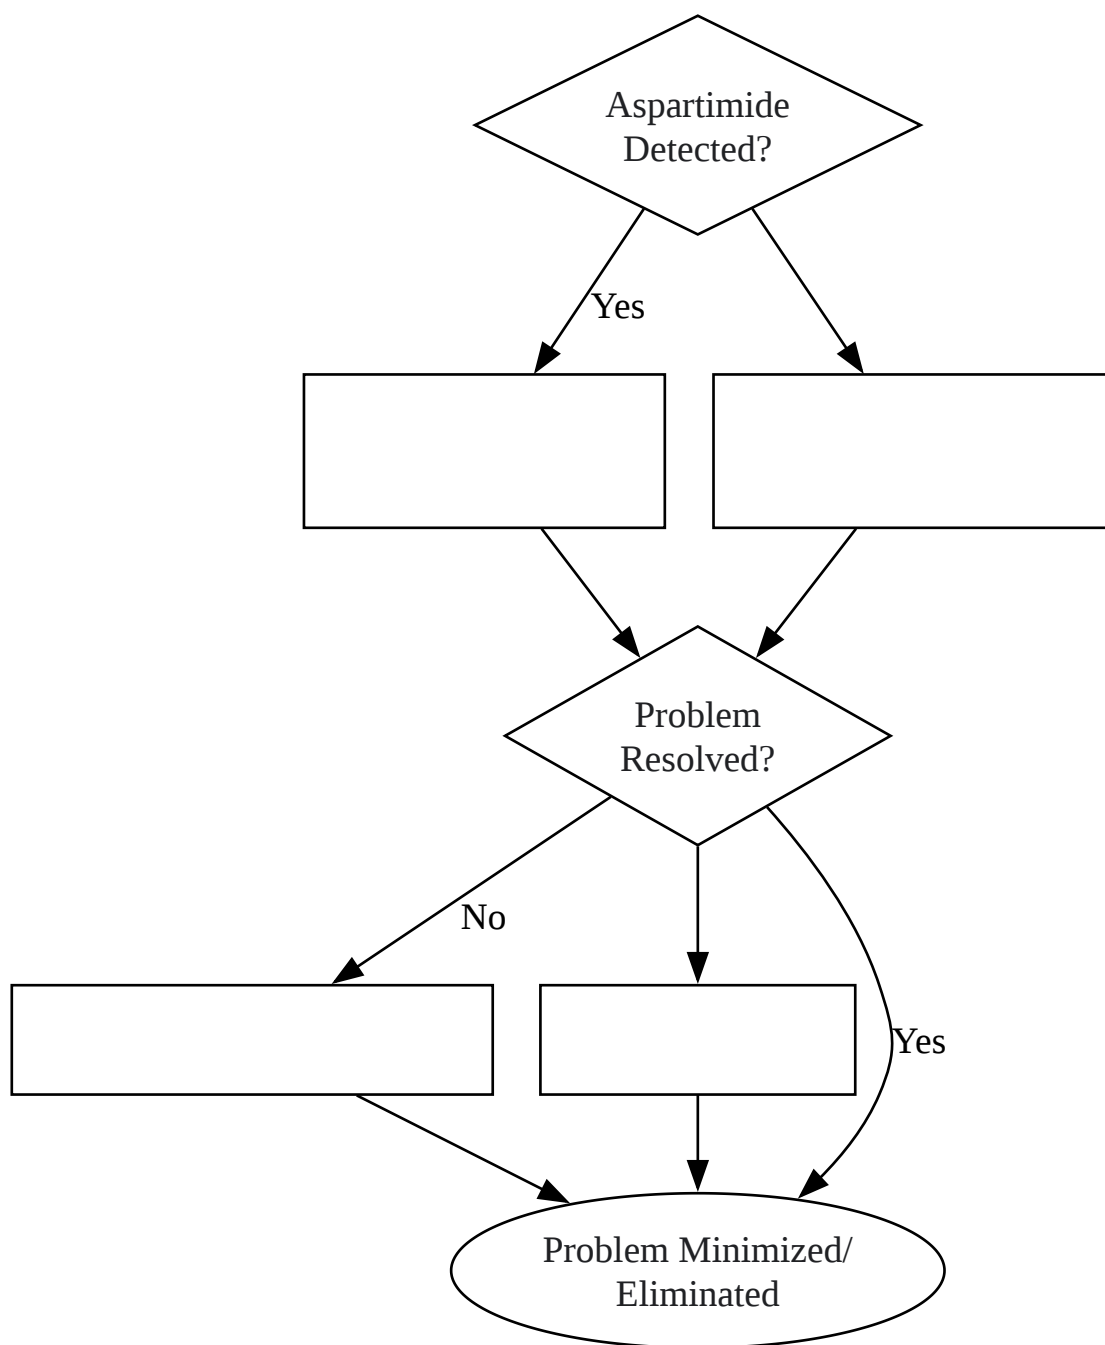 Aspartimide
Detected?
Yes
Problem
Resolved?
No
Yes
Problem Minimized/
Eliminated